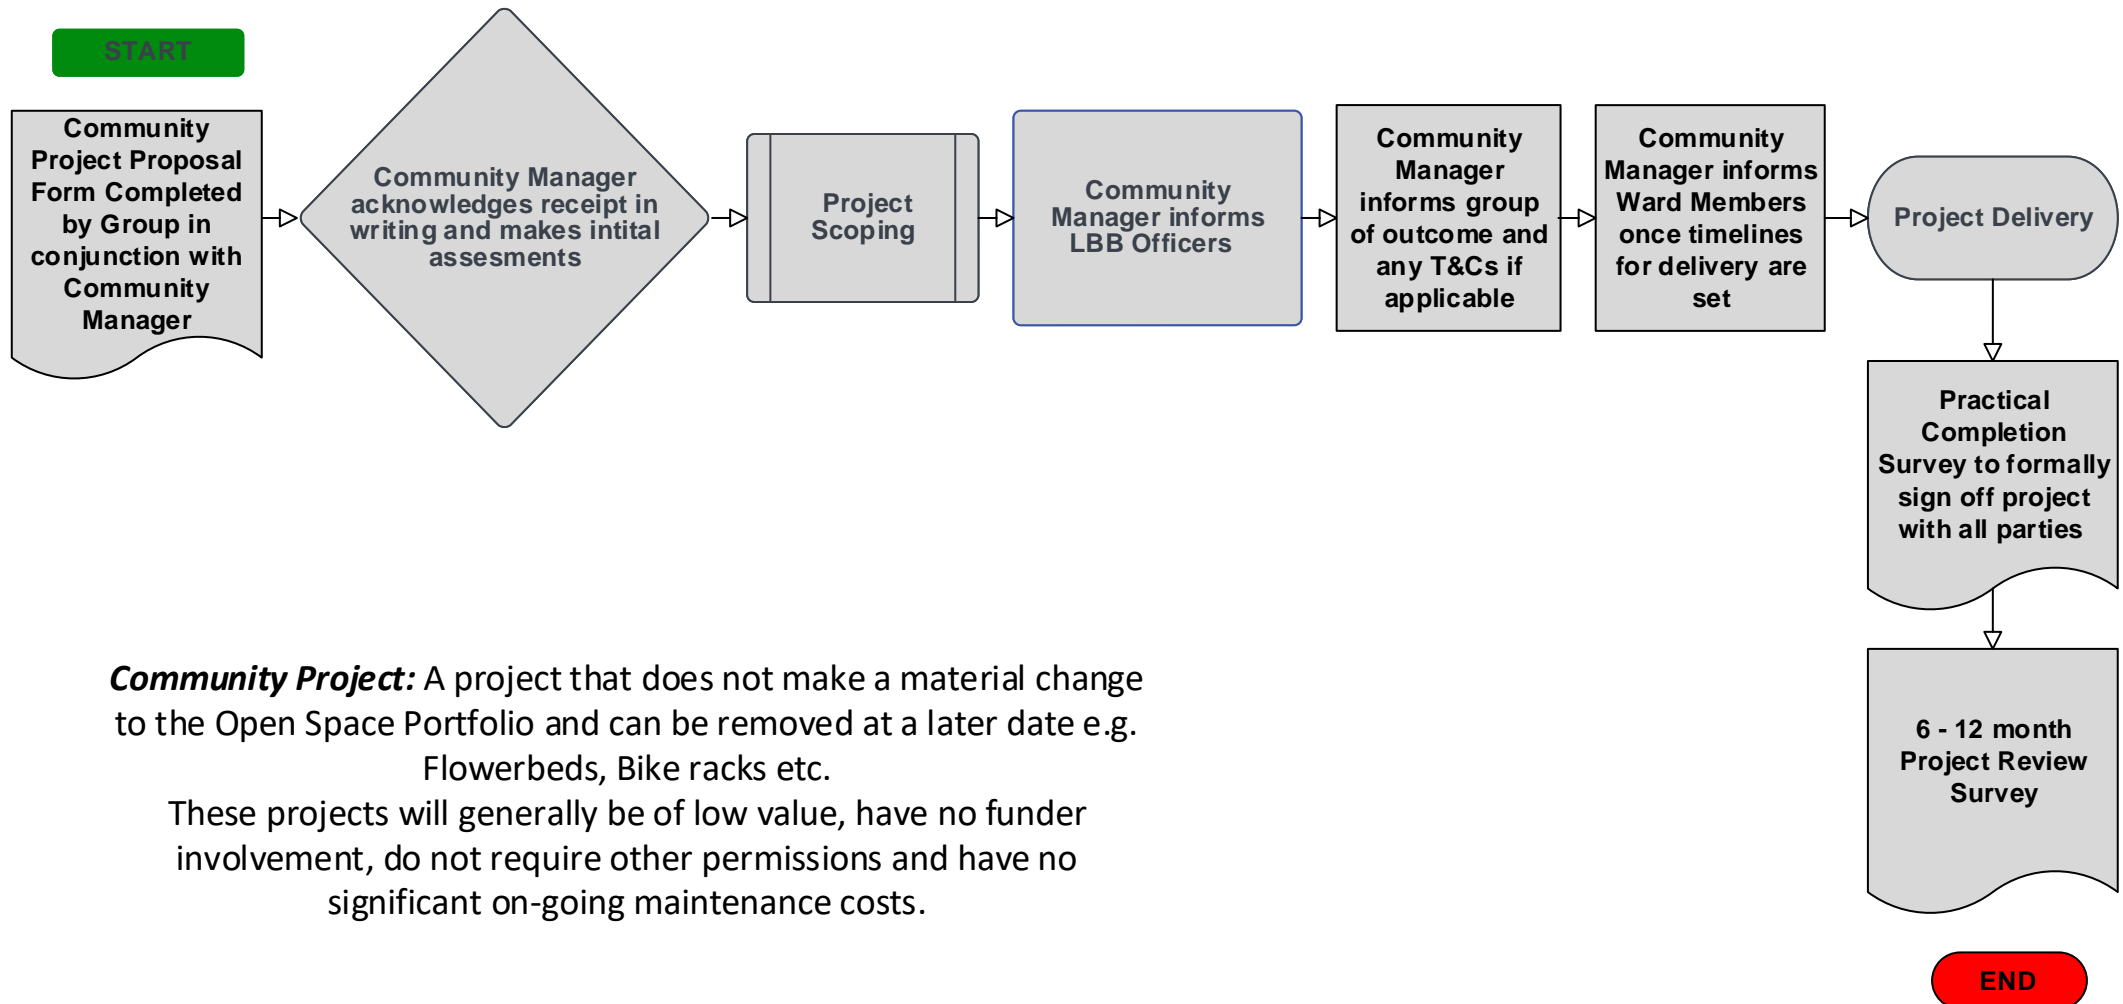 START
Community
Project Proposal
Form Completed
by Group in
conjunction with
Community
Manager
Community Manager
acknowledges receipt in
writing and makes intital
assesments
Project
Scoping
Community
Manager informs
LBB Officers
Community
Manager
informs group
of outcome and
any T&Cs if
applicable
Community
Manager informs
Ward Members
once timelines
for delivery are
set
Project Delivery
Practical
Completion
Survey to formally
sign off project
with all parties
6 - 12 month
Project Review
Survey
END
Community Project: A project that does not make a material change
to the Open Space Portfolio and can be removed at a later date e.g.
Flowerbeds, Bike racks etc.
These projects will generally be of low value, have no funder
involvement, do not require other permissions and have no
significant on-going maintenance costs.